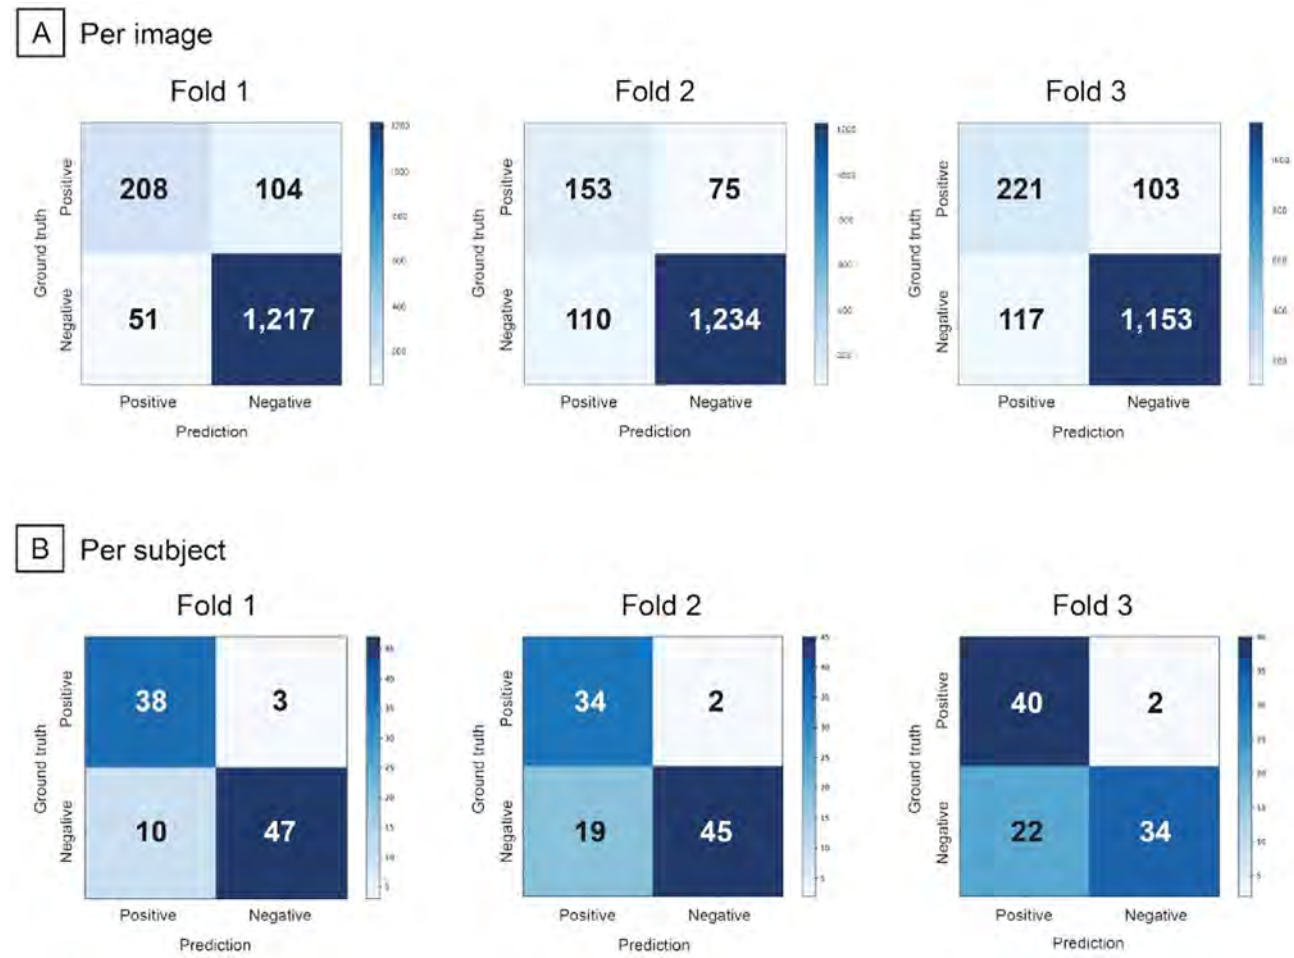 A Per image
Fold 1 Fold 2 Fold 3
Ground truth
Positive
Negative
208 104
51 1,217
Positive Negative
Prediction
Ground truth
Positive
Negative
153 75
110 1,234
Positive Negative
Prediction
Ground truth
Positive
Negative
221 103
117 1,153
Positive Negative
Prediction
B Per subject
Fold 1 Fold 2 Fold 3
Ground truth
Positive
Negative
38 3
10 47
Positive Negative
Prediction
Ground truth
Positive
Negative
34 2
19 45
Positive Negative
Prediction
Ground truth
Positive
Negative
40 2
22 34
Positive Negative
Prediction